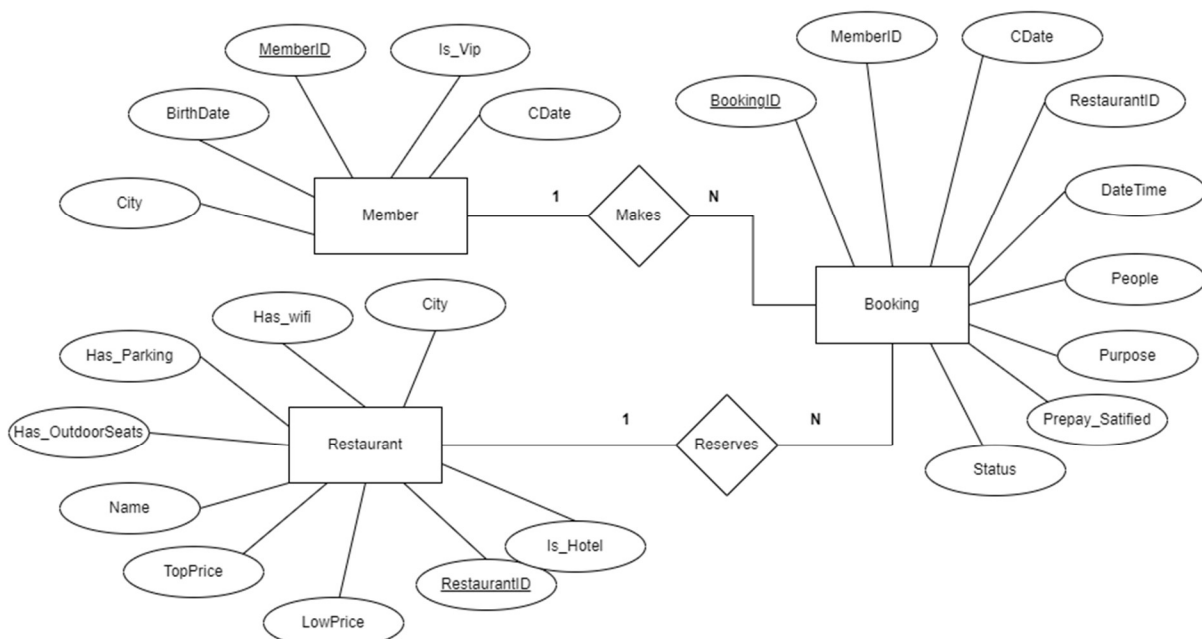 MemberID
Is_Vip
BirthDate
CDate
City
Member
1
Makes
N
MemberID
CDate
BookingID
RestaurantID
DateTime
People
Booking
Purpose
Prepay_Satified
Status
City
Has_wifi
Has_Parking
Has_OutdoorSeats
Restaurant
1
Reserves
N
Name
TopPrice
LowPrice
RestaurantID
Is_Hotel